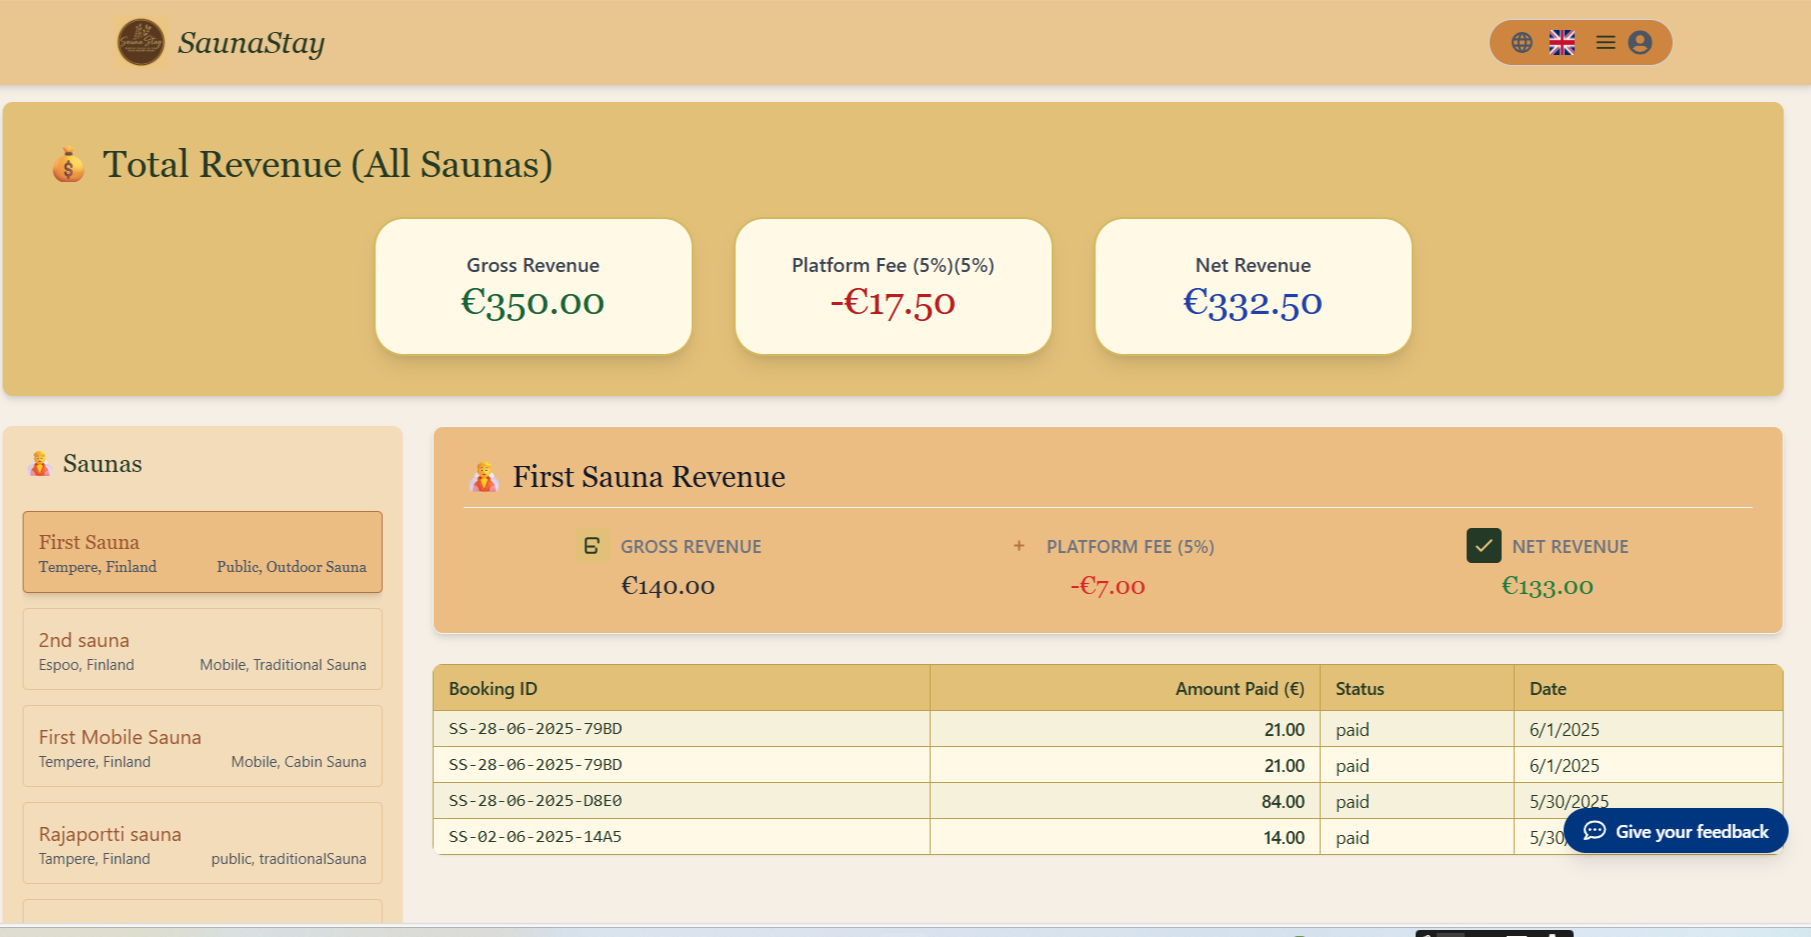 SaunaStay
Total Revenue (All Saunas)
Gross Revenue
€350.00
Platform Fee (5%)(5%)
-€17.50
Net Revenue
€332.50
Saunas
First Sauna
Tempere, Finland
Public, Outdoor Sauna
2nd sauna
Espoo, Finland
Mobile, Traditional Sauna
First Mobile Sauna
Tempere, Finland
Mobile, Cabin Sauna
Rajaportti sauna
Tampere, Finland
public, traditionalSauna
First Sauna Revenue
GROSS REVENUE
€140.00
PLATFORM FEE (5%)
-€7.00
NET REVENUE
€133.00
Booking ID Amount Paid (€) Status Date
SS-28-06-2025-79BD 21.00 paid 6/1/2025
SS-28-06-2025-79BD 21.00 paid 6/1/2025
SS-28-06-2025-D8E0 84.00 paid 5/30/2025
SS-02-06-2025-14A5 14.00 paid 5/30/
Give your feedback